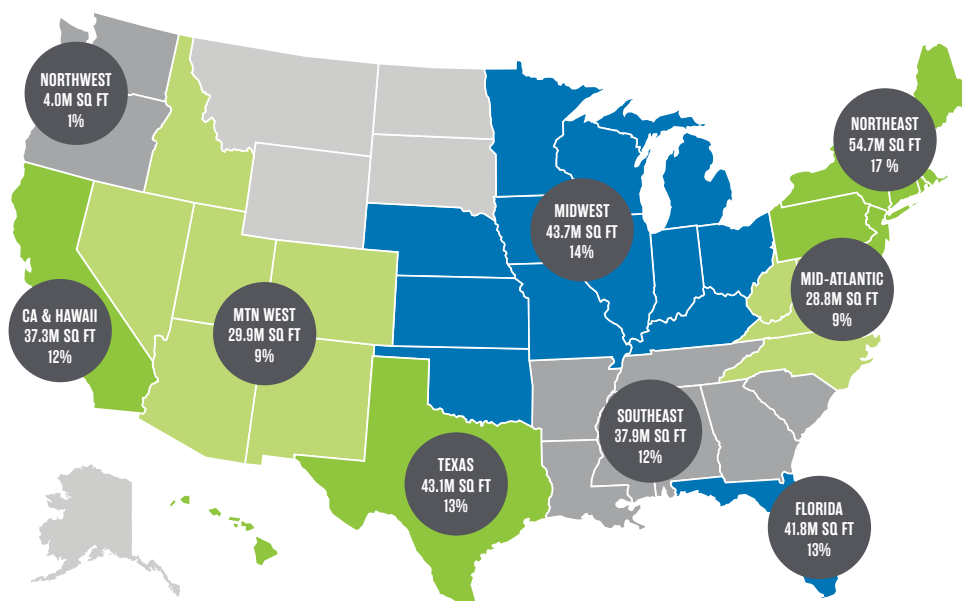 NORTHWEST
4.0M SQ FT
1%
NORTHEAST
54.7M SQ FT
17 %
MIDWEST
43.7M SQ FT
14%
MID-ATLANTIC
28.8M SQ FT
9%
CA & HAWAII
37.3M SQ FT
12%
MTN WEST
29.9M SQ FT
9%
SOUTHEAST
37.9M SQ FT
12%
TEXAS
43.1M SQ FT
13%
FLORIDA
41.8M SQ FT
13%